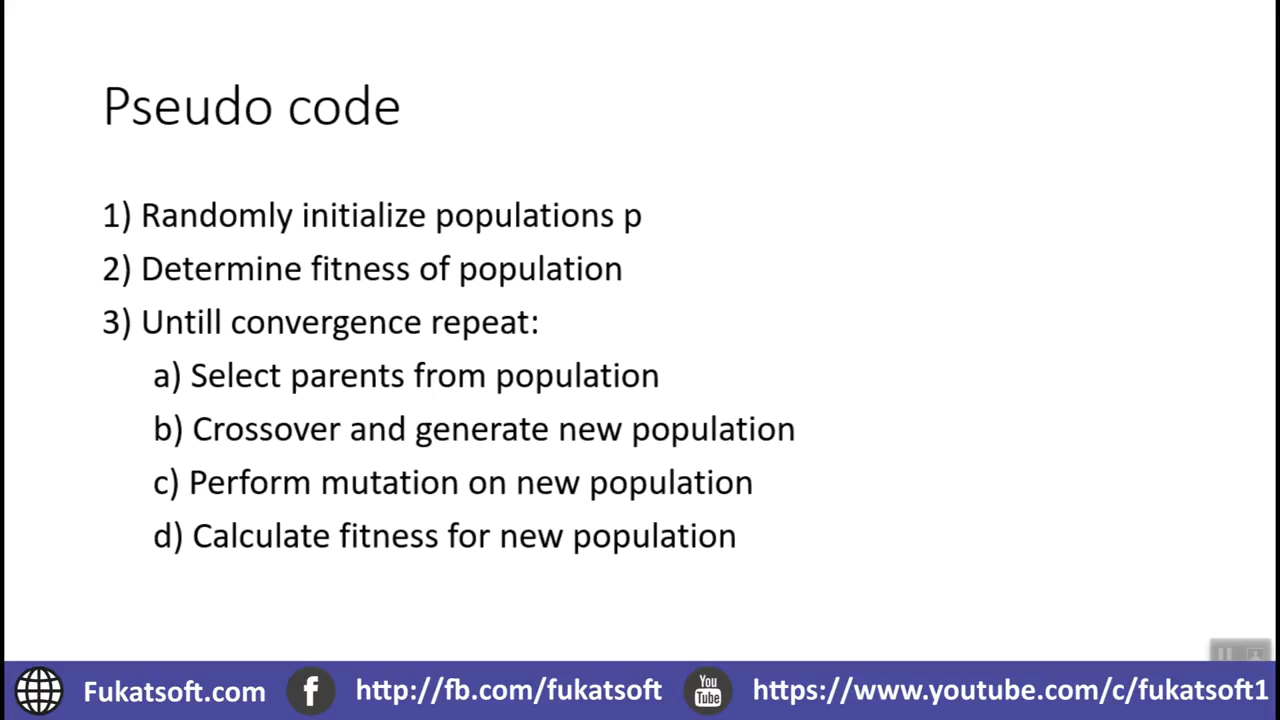 Pseudo code
1) Randomly initialize populations p
2) Determine fitness of population
3) Untill convergence repeat:
a) Select parents from population
b) Crossover and generate new population
c) Perform mutation on new population
d) Calculate fitness for new population
Fukatsoft.com f http://fb.com/fukatsoft You Tube https://www.youtube.com/c/fukatsoft1